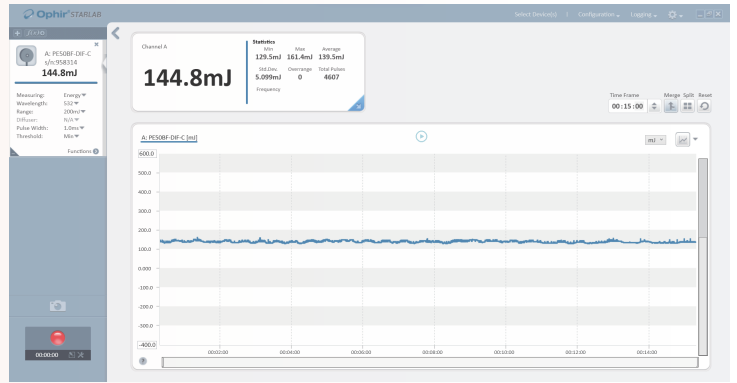 Ophir® STARLAB
Select Device(s) | Configuration Logging
A: PE50BF-DIF-C
s/n:958314
144.8mJ
Measuring: Energy
Wavelength: 532
Range: 200mJ
Diffuser: N/A
Pulse Width: 1.0ms
Threshold: Min
Functions
00:00:00
Channel A
144.8mJ
Statistics
Min Max Average
129.5mJ 161.4mJ 139.5mJ
Std.Dev. Overrange Total Pulses
5.099mJ 0 4607
Frequency
Time Frame Merge Split Reset
00:15:00
A: PE50BF-DIF-C [mJ]
mJ
600.0
500.0
400.0
300.0
200.0
100.0
0.000
-100.0
-200.0
-300.0
-400.0
00:02:00 00:04:00 00:06:00 00:08:00 00:10:00 00:12:00 00:14:00
?